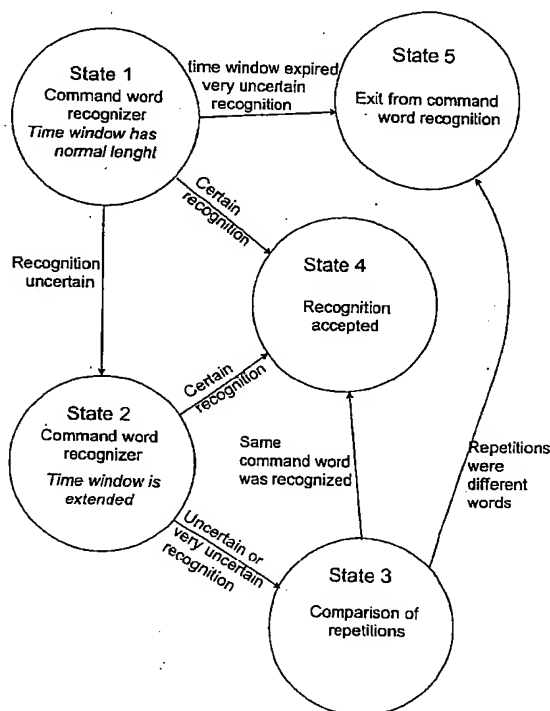 State 1
Command word
recognizer
Time window has
normal lenght
time window expired
very uncertain
recognition
State 5
Exit from command
word recognition
Certain
recognition
Recognition
uncertain
State 4
Recognition
accepted
State 2
Command word
recognizer
Time window is
extended
Certain
recognition
Same
command word
was recognized
Repetitions
were
different
words
Uncertain or
very uncertain
recognition
State 3
Comparison of
repetitions